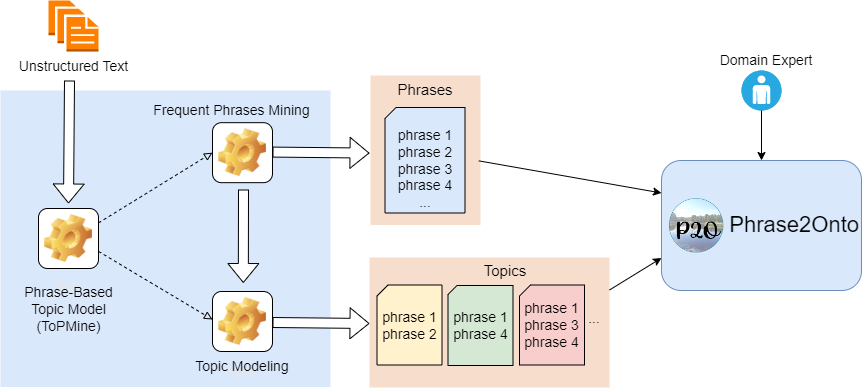 Unstructured Text
Domain Expert
Frequent Phrases Mining
Phrases
phrase 1
phrase 2
phrase 3
phrase 4
...
P2O
Phrase2Onto
Phrase-Based
Topic Model
(ToPMine)
Topic Modeling
Topics
phrase 1
phrase 2
phrase 1
phrase 4
phrase 1
phrase 3
phrase 4
...